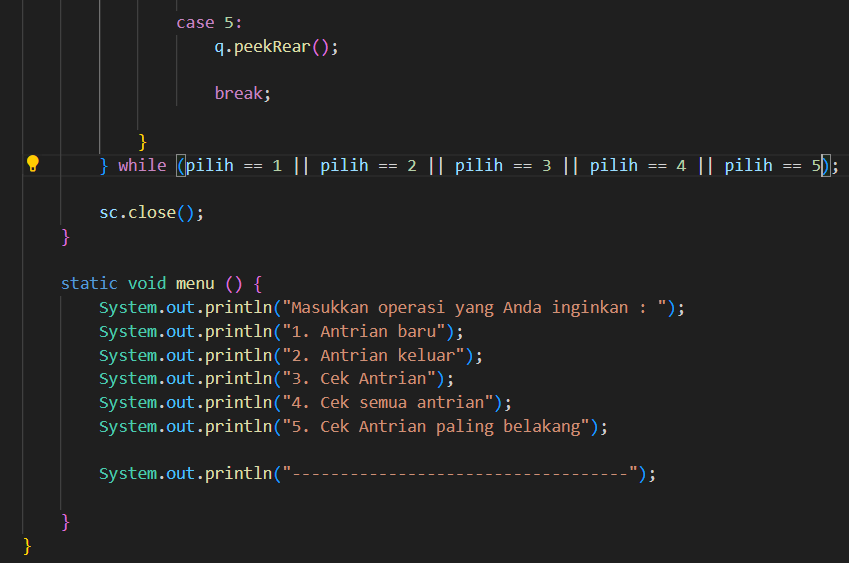 case 5:
q.peekRear();
break;
}
} while (pilih == 1 || pilih == 2 || pilih == 3 || pilih == 4 || pilih == 5);
sc.close();
}
static void menu () {
System.out.println("Masukkan operasi yang Anda inginkan : ");
System.out.println("1. Antrian baru");
System.out.println("2. Antrian keluar");
System.out.println("3. Cek Antrian");
System.out.println("4. Cek semua antrian");
System.out.println("5. Cek Antrian paling belakang");
System.out.println("-----------------------------------");
}
}